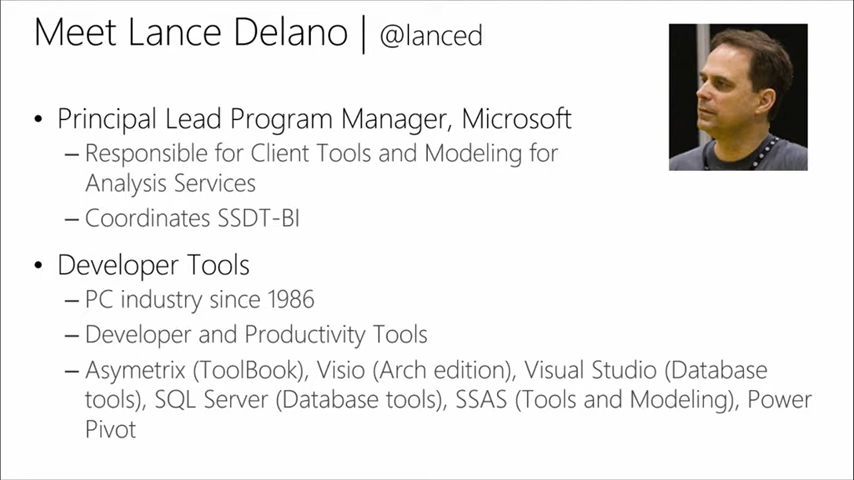 Meet Lance Delano | @lanced
• Principal Lead Program Manager, Microsoft
– Responsible for Client Tools and Modeling for
Analysis Services
– Coordinates SSDT-BI
• Developer Tools
– PC industry since 1986
– Developer and Productivity Tools
– Asymetrix (ToolBook), Visio (Arch edition), Visual Studio (Database
tools), SQL Server (Database tools), SSAS (Tools and Modeling), Power
Pivot